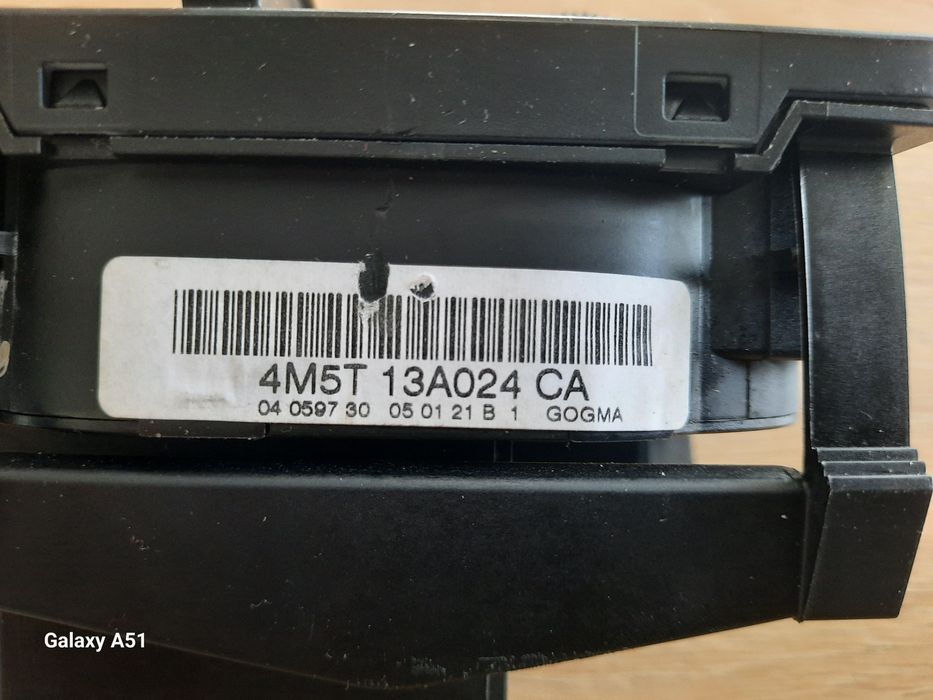 4M5T 13A024 CA
04 0597 30 05 01 21 B 1 GOGMA
Galaxy A51